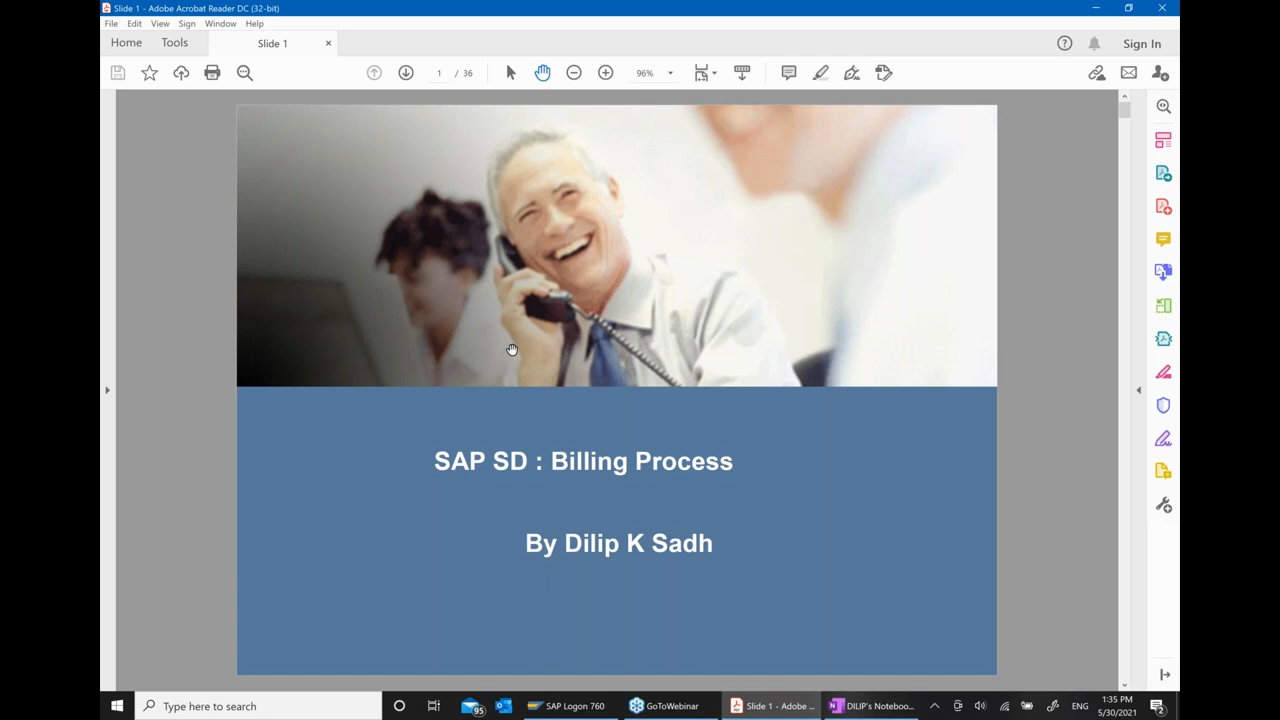 Slide 1 - Adobe Acrobat Reader DC (32-bit)
File Edit View Sign Window Help
Home Tools Slide 1 Sign In
1 / 36 96%
SAP SD : Billing Process
By Dilip K Sadh
Type here to search
95
SAP Logon 760
GoToWebinar
Slide 1 - Adobe ...
DILIP's Noteboo...
ENG
1:35 PM
5/30/2021
2